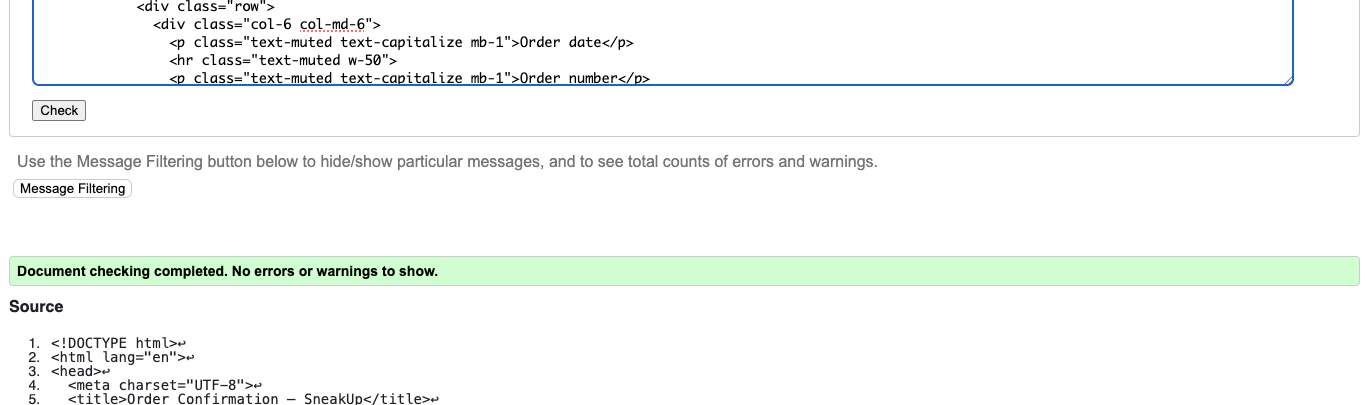 <div class="row">
<div class="col-6 col-md-6">
<p class="text-muted text-capitalize mb-1">Order date</p>
<hr class="text-muted w-50">
<p class="text-muted text-capitalize mb-1">Order number</p>
Check
Use the Message Filtering button below to hide/show particular messages, and to see total counts of errors and warnings.
Message Filtering
Document checking completed. No errors or warnings to show.
Source
1. <!DOCTYPE html>↩
2. <html lang="en">↩
3. <head>↩
4. <meta charset="UTF-8">↩
5. <title>Order Confirmation – SneakUp</title>↩